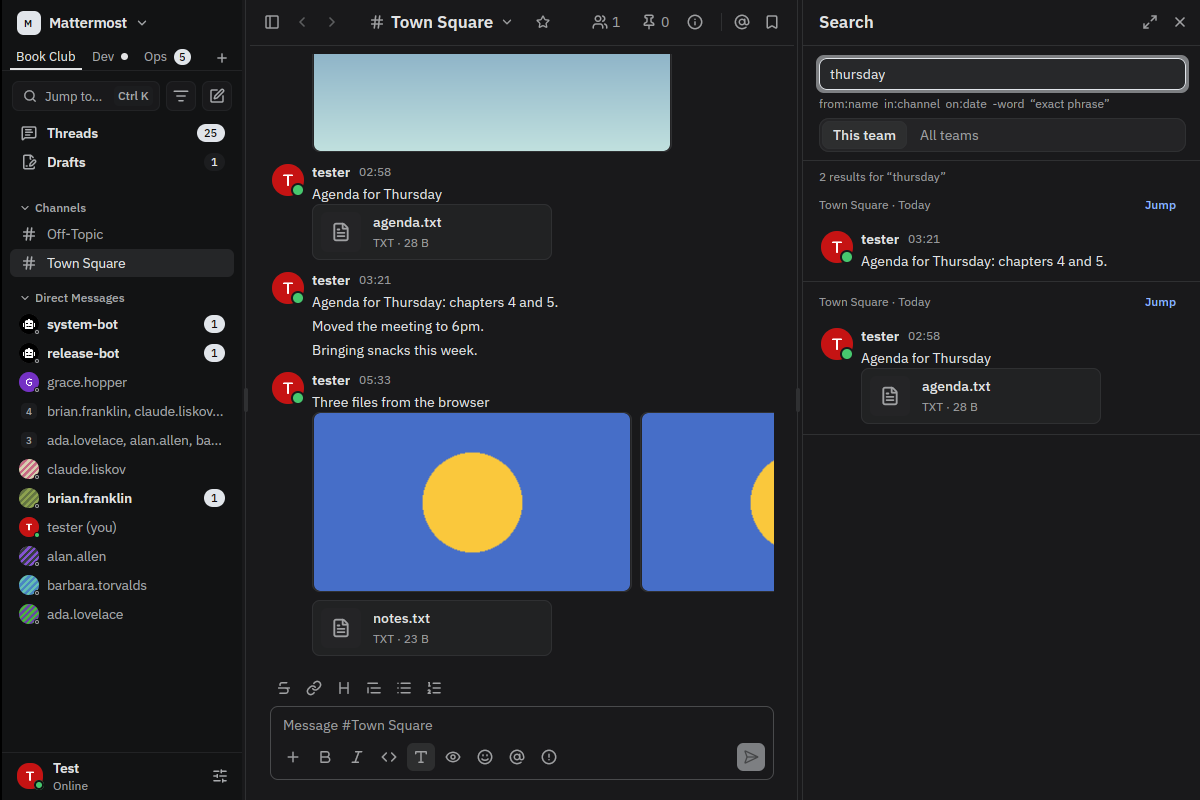 M Mattermost
Book Club Dev Ops 5
Jump to... Ctrl K
Threads 25
Drafts 1
Channels
Off-Topic
Town Square
Direct Messages
system-bot 1
release-bot 1
G grace.hopper
4 brian.franklin, claude.liskov...
3 ada.lovelace, alan.allen, ba...
claude.liskov
brian.franklin 1
T tester (you)
alan.allen
barbara.torvalds
ada.lovelace
T Test
Online
# Town Square
1
0
T tester 02:58
Agenda for Thursday
agenda.txt
TXT · 28 B
T tester 03:21
Agenda for Thursday: chapters 4 and 5.
Moved the meeting to 6pm.
Bringing snacks this week.
T tester 05:33
Three files from the browser
notes.txt
TXT · 23 B
Message #Town Square
Search
thursday
from:name in:channel on:date -word “exact phrase”
This team All teams
2 results for “thursday”
Town Square · Today Jump
T tester 03:21
Agenda for Thursday: chapters 4 and 5.
Town Square · Today Jump
T tester 02:58
Agenda for Thursday
agenda.txt
TXT · 28 B